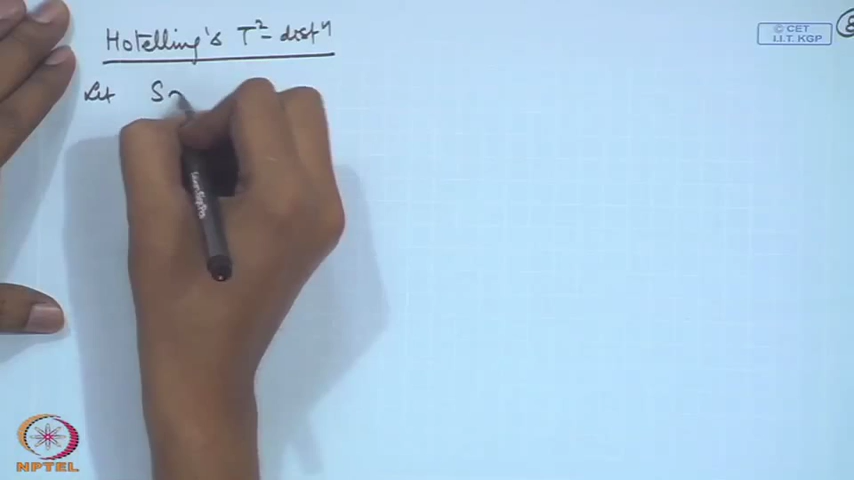 Hotelling's T²-distⁿ
© CET
I.I.T. KGP
Let S ~
NPTEL